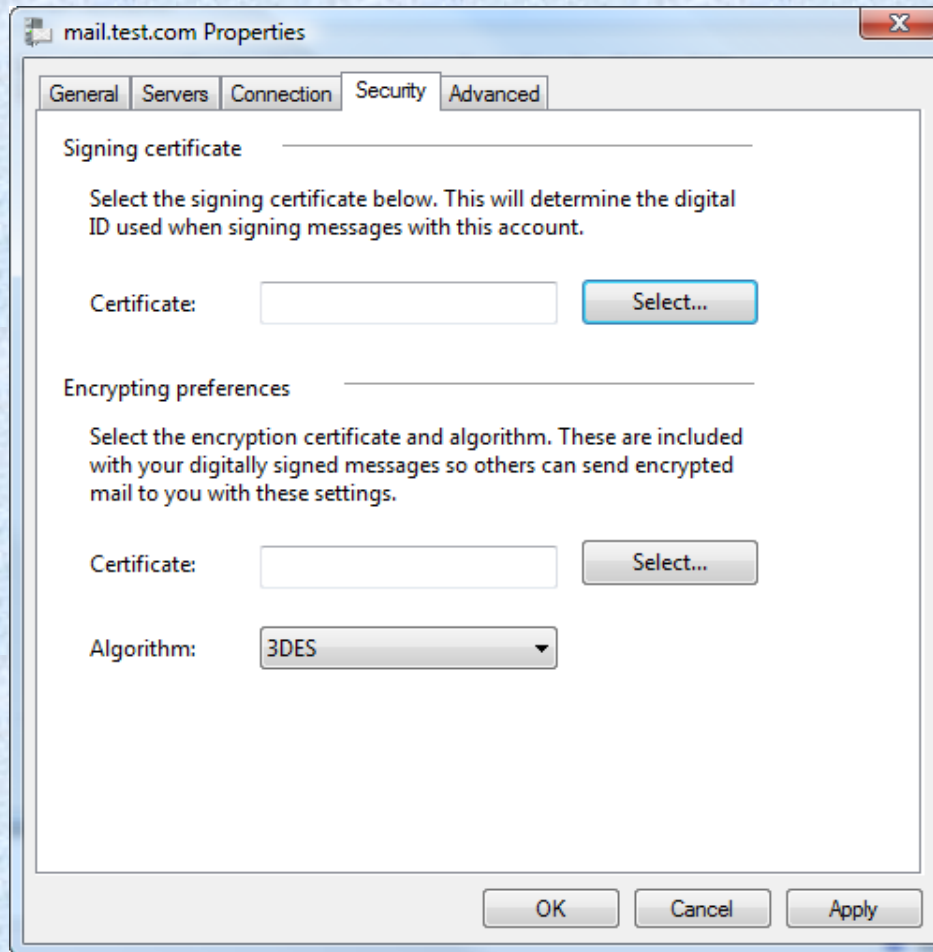 mail.test.com Properties
General Servers Connection Security Advanced
Signing certificate
Select the signing certificate below. This will determine the digital
ID used when signing messages with this account.
Certificate: Select...
Encrypting preferences
Select the encryption certificate and algorithm. These are included
with your digitally signed messages so others can send encrypted
mail to you with these settings.
Certificate: Select...
Algorithm: 3DES
OK Cancel Apply